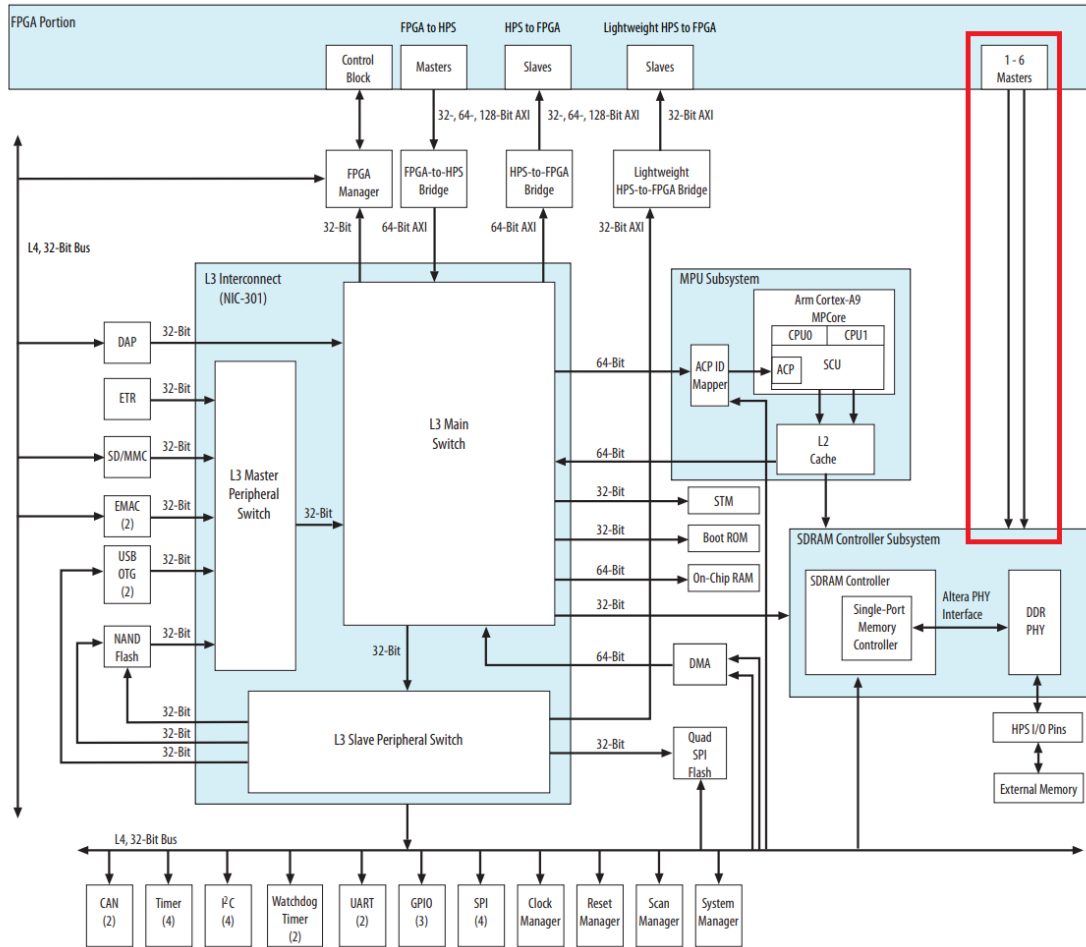 FPGA Portion
FPGA to HPS
HPS to FPGA
Lightweight HPS to FPGA
Control
Block
Masters
Slaves
Slaves
1 - 6
Masters
32-, 64-, 128-Bit AXI
32-, 64-, 128-Bit AXI
32-Bit AXI
FPGA
Manager
FPGA-to-HPS
Bridge
HPS-to-FPGA
Bridge
Lightweight
HPS-to-FPGA Bridge
32-Bit
64-Bit AXI
64-Bit AXI
32-Bit AXI
L4, 32-Bit Bus
L3 Interconnect
(NIC-301)
MPU Subsystem
Arm Cortex-A9
MPCore
CPU0
CPU1
SCU
ACP
ACP ID
Mapper
L2
Cache
DAP
32-Bit
ETR
32-Bit
SD/MMC
32-Bit
EMAC
(2)
32-Bit
USB
OTG
(2)
32-Bit
NAND
Flash
32-Bit
L3 Master
Peripheral
Switch
32-Bit
L3 Main
Switch
64-Bit
64-Bit
32-Bit
STM
32-Bit
Boot ROM
64-Bit
On-Chip RAM
32-Bit
64-Bit
DMA
SDRAM Controller Subsystem
SDRAM Controller
Single-Port
Memory
Controller
Altera PHY
Interface
DDR
PHY
HPS I/O Pins
External Memory
32-Bit
32-Bit
32-Bit
32-Bit
L3 Slave Peripheral Switch
32-Bit
Quad
SPI
Flash
L4, 32-Bit Bus
CAN
(2)
Timer
(4)
I²C
(4)
Watchdog
Timer
(2)
UART
(2)
GPIO
(3)
SPI
(4)
Clock
Manager
Reset
Manager
Scan
Manager
System
Manager